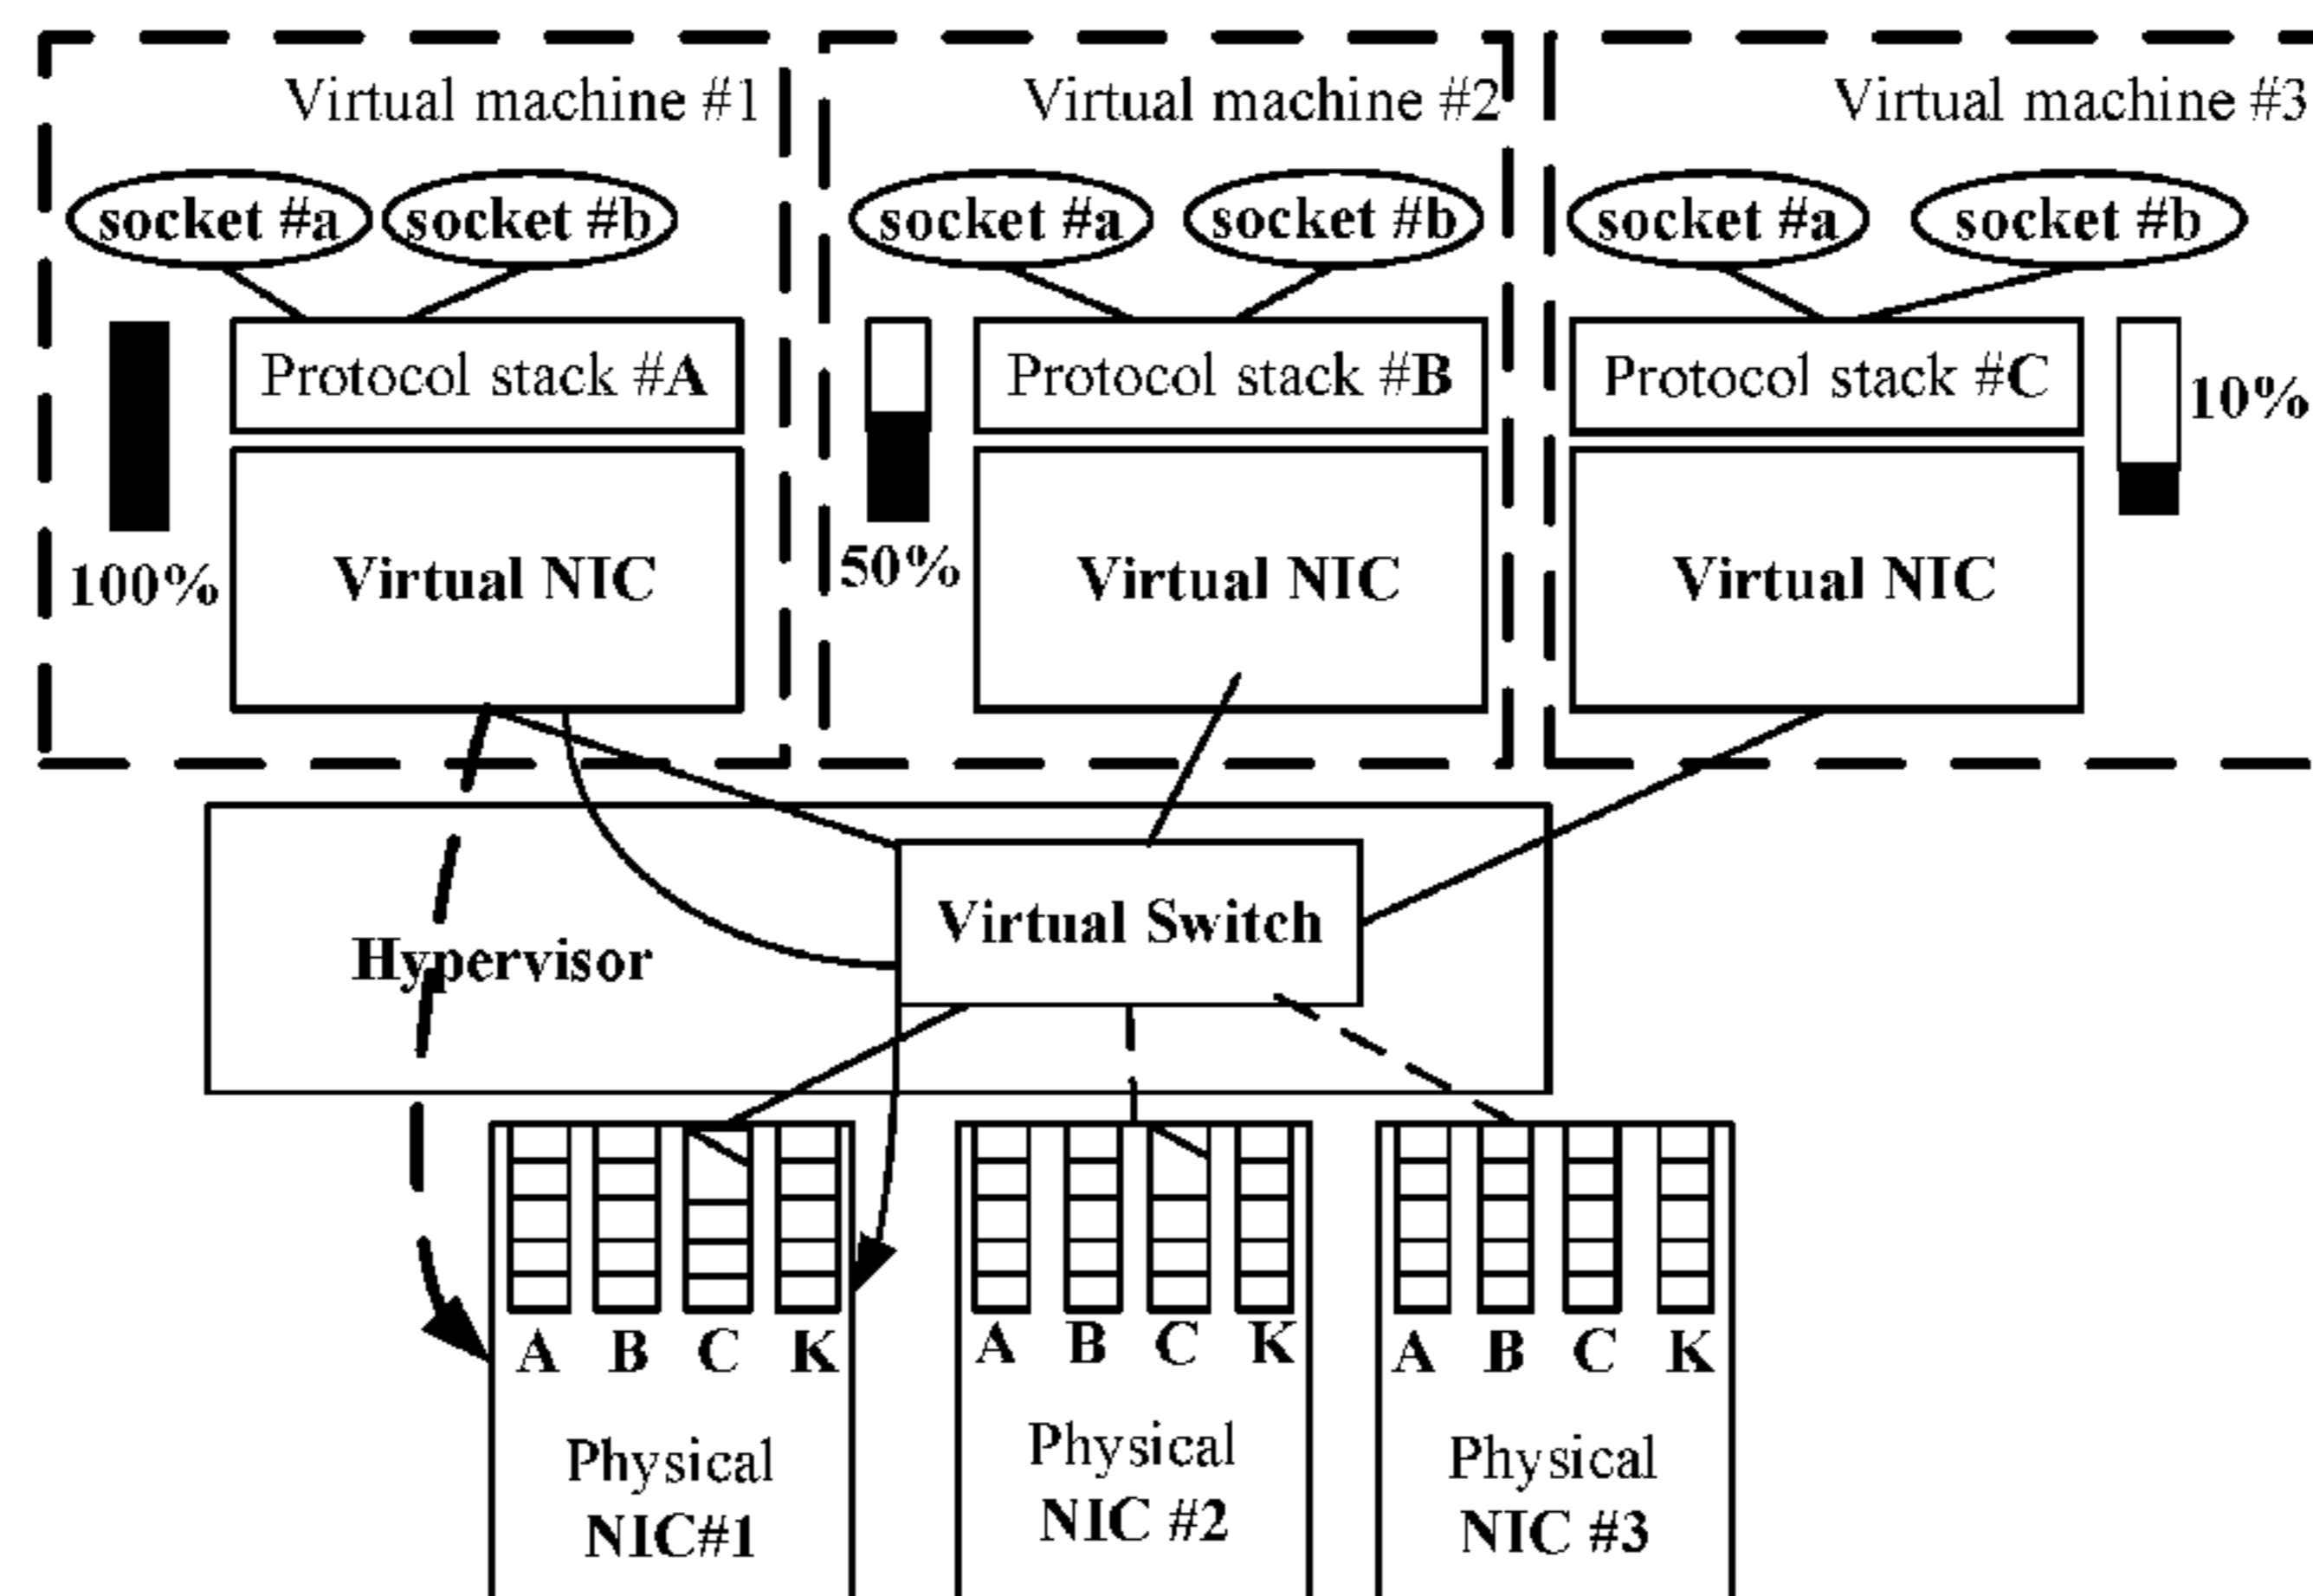 Virtual machine #1
Virtual machine #2
Virtual machine #3
socket #a
socket #b
socket #a
socket #b
socket #a
socket #b
Protocol stack #A
Protocol stack #B
Protocol stack #C
10%
100%
Virtual NIC
50%
Virtual NIC
Virtual NIC
Virtual Switch
Hypervisor
A B C K
A B C K
A B C K
Physical
NIC#1
Physical
NIC #2
Physical
NIC #3